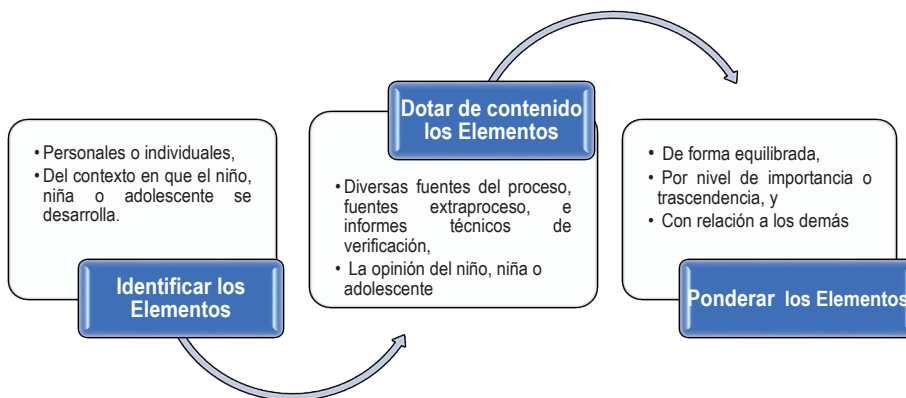 • Personales o individuales,
• Del contexto en que el niño,
niña o adolescente se
desarrolla.
Identificar los
Elementos
Dotar de contenido
los Elementos
• Diversas fuentes del proceso,
fuentes extraproceso, e
informes técnicos de
verificación,
• La opinión del niño, niña o
adolescente
• De forma equilibrada,
• Por nivel de importancia o
trascendencia, y
• Con relación a los demás
Ponderar los Elementos